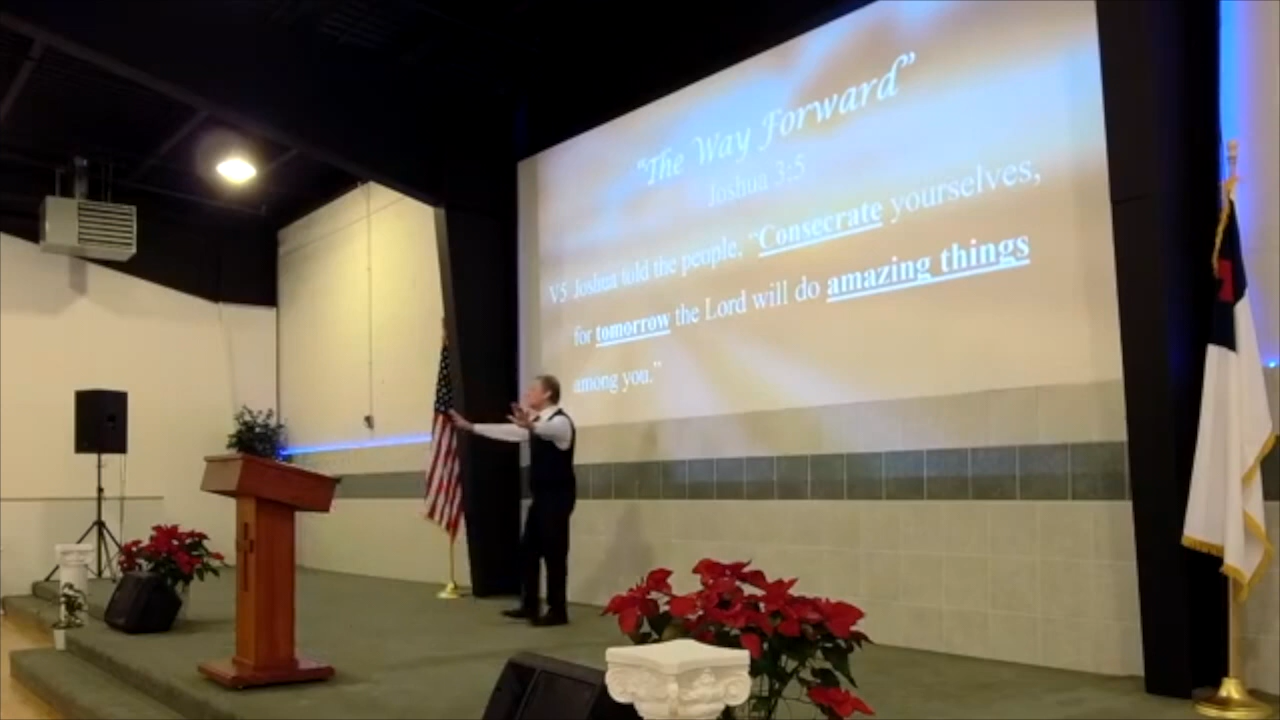 "The Way Forward"
Joshua 3:5
V5 Joshua told the people, "Consecrate yourselves,
for tomorrow the Lord will do amazing things
among you."